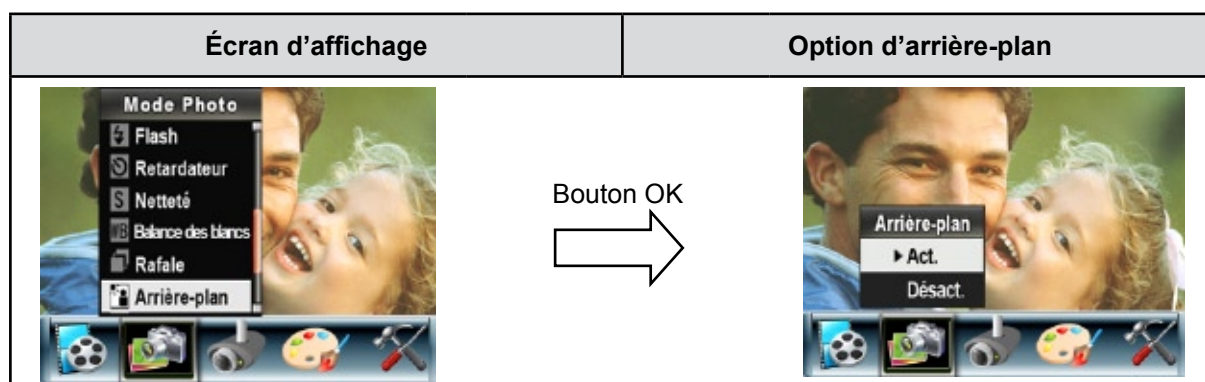 Écran d’affichage
Option d'arrière-plan
Mode Photo
Flash
Retardateur
S Netteté
WB Balance des blancs
Rafale
Arrière-plan
Bouton OK
Arrière-plan
Act.
Désact.